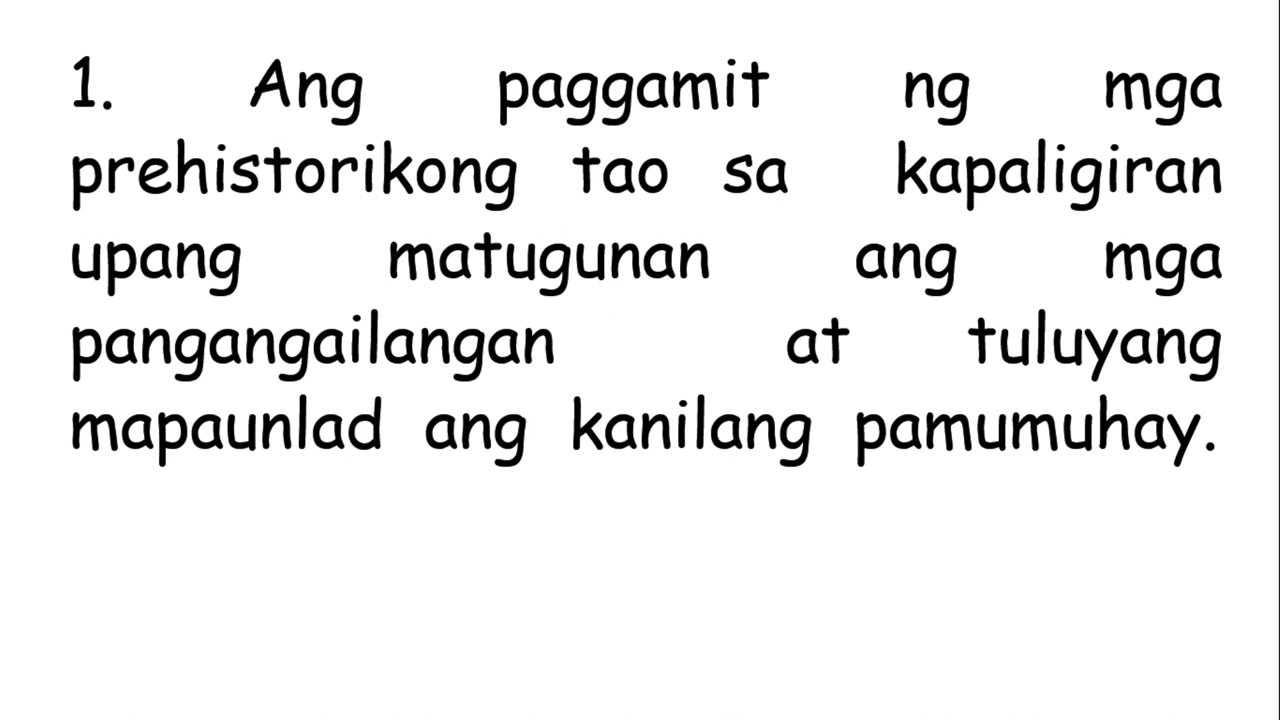 1. Ang paggamit ng mga
prehistorikong tao sa kapaligiran
upang matugunan ang mga
pangangailangan at tuluyang
mapaunlad ang kanilang pamumuhay.